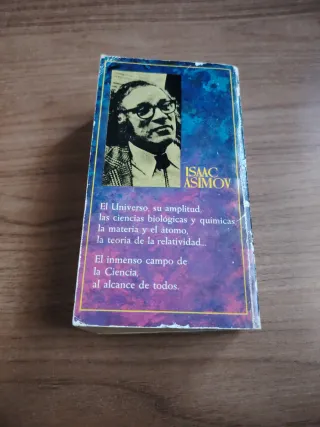 ISAAC
ASIMOV
El Universo, su amplitud,
las ciencias biológicas y químicas,
la materia y el átomo,
la teoría de la relatividad...
El inmenso campo de
la Ciencia,
al alcance de todos.